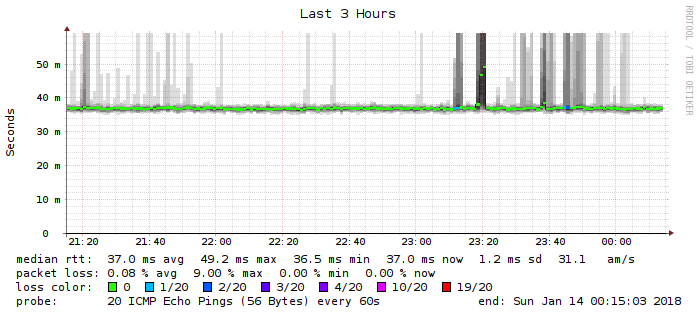 Last 3 Hours
RRDTOOL / TOBI OETIKER
Seconds
50 m
40 m
30 m
20 m
10 m
0
21:20 21:40 22:00 22:20 22:40 23:00 23:20 23:40 00:00
median rtt: 37.0 ms avg 49.2 ms max 36.5 ms min 37.0 ms now 1.2 ms sd 31.1 am/s
packet loss: 0.08 % avg 9.00 % max 0.00 % min 0.00 % now
loss color: 0 1/20 2/20 3/20 4/20 10/20 19/20
probe: 20 ICMP Echo Pings (56 Bytes) every 60s end: Sun Jan 14 00:15:03 2018